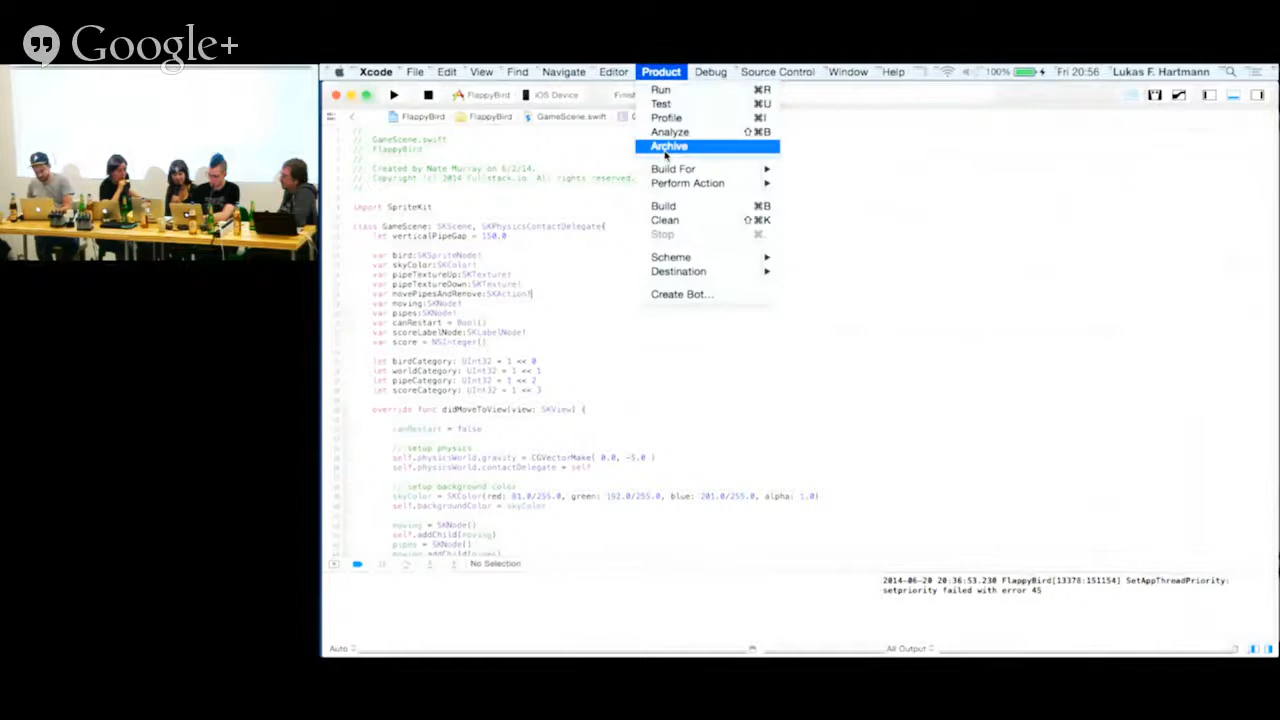 Google+
Xcode File Edit View Find Navigate Editor Product Debug Source Control Window Help 100% Fri 20:56 Lukas F. Hartmann
FlappyBird iOS Device Finis
FlappyBird FlappyBird GameScene.swift
Run ⌘R
Test ⌘U
Profile ⌘I
Analyze ⇧⌘B
Archive
Build For
Perform Action
Build ⌘B
Clean ⇧⌘K
Stop ⌘.
Scheme
Destination
Create Bot...
//
// GameScene.swift
// FlappyBird
//
// Created by Nate Murray on 6/2/14.
// Copyright (c) 2014 Fullstack.io. All rights reserved.
//
import SpriteKit
class GameScene: SKScene, SKPhysicsContactDelegate{
let verticalPipeGap = 150.0
var bird:SKSpriteNode!
var skyColor:SKColor!
var pipeTextureUp:SKTexture!
var pipeTextureDown:SKTexture!
var movePipesAndRemove:SKAction!
var moving:SKNode!
var pipes:SKNode!
var canRestart = Bool()
var scoreLabelNode:SKLabelNode!
var score = NSInteger()
let birdCategory: UInt32 = 1 << 0
let worldCategory: UInt32 = 1 << 1
let pipeCategory: UInt32 = 1 << 2
let scoreCategory: UInt32 = 1 << 3
override func didMoveToView(view: SKView) {
canRestart = false
// setup physics
self.physicsWorld.gravity = CGVectorMake( 0.0, -5.0 )
self.physicsWorld.contactDelegate = self
// setup background color
skyColor = SKColor(red: 81.0/255.0, green: 192.0/255.0, blue: 201.0/255.0, alpha: 1.0)
self.backgroundColor = skyColor
moving = SKNode()
self.addChild(moving)
pipes = SKNode()
moving.addChild(pipes)
No Selection
2014-06-20 20:36:53.230 FlappyBird[13378:151154] SetAppThreadPriority:
setpriority failed with error 45
Auto All Output